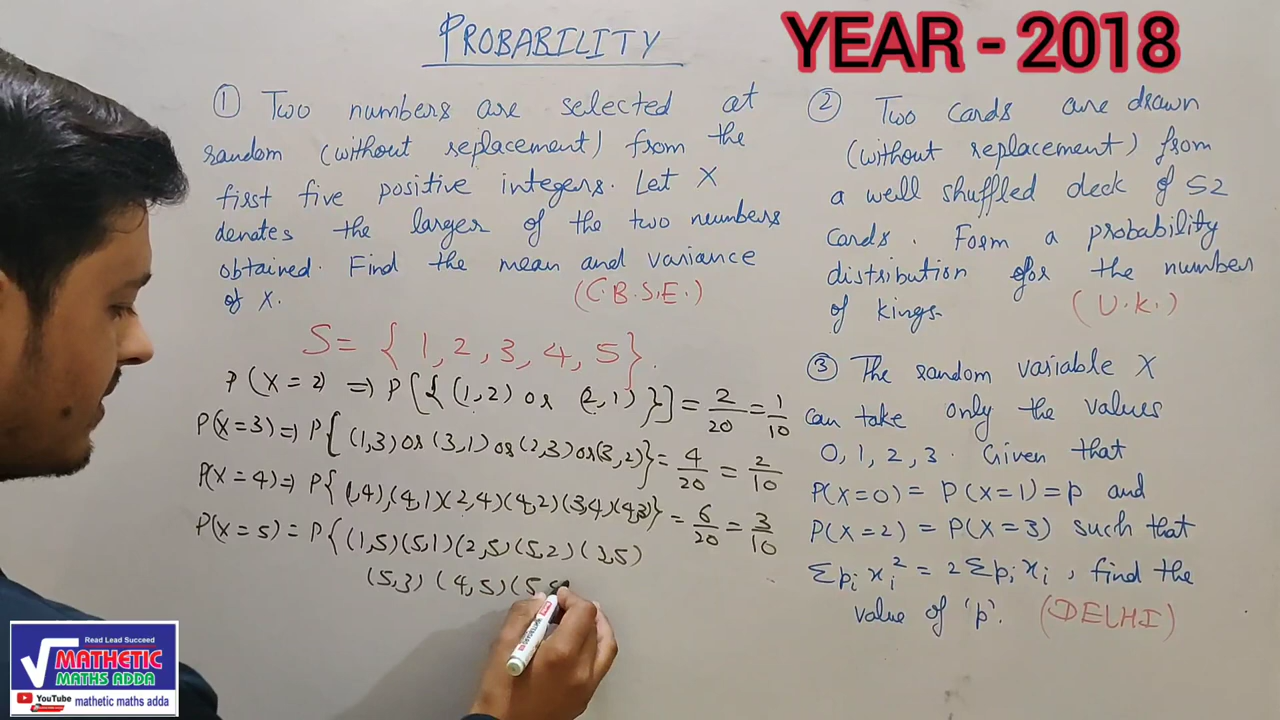 PROBABILITY
YEAR - 2018
① Two numbers are selected at
random (without replacement) from the
first five positive integers. Let X
denotes the larger of the two numbers
obtained. Find the mean and variance
of X.
(C.B.S.E.)
S = { 1, 2, 3, 4, 5}.
P(X=2) => P[{(1,2) or (2,1)}] = 2/20 = 1/10
P(X=3) => P{(1,3) or (3,1) or (2,3) or (3,2)} = 4/20 = 2/10
P(X=4) => P{(1,4),(4,1)(2,4)(4,2)(3,4)(4,3)} = 6/20 = 3/10
P(X=5) = P{(1,5)(5,1)(2,5)(5,2)(3,5)
(5,3) (4,5)(5,
② Two cards are drawn
(without replacement) from
a well shuffled deck of 52
cards. Form a probability
distribution for the number
of kings.
(U.K.)
③ The random variable X
can take only the values
0, 1, 2, 3. Given that
P(X=0) = P(X=1) = p and
P(X=2) = P(X=3) such that
Σpᵢxᵢ² = 2Σpᵢxᵢ, find the
value of 'p'.
(DELHI)
Read Lead Succeed
MATHETIC
MATHS ADDA
YouTube
mathetic maths adda